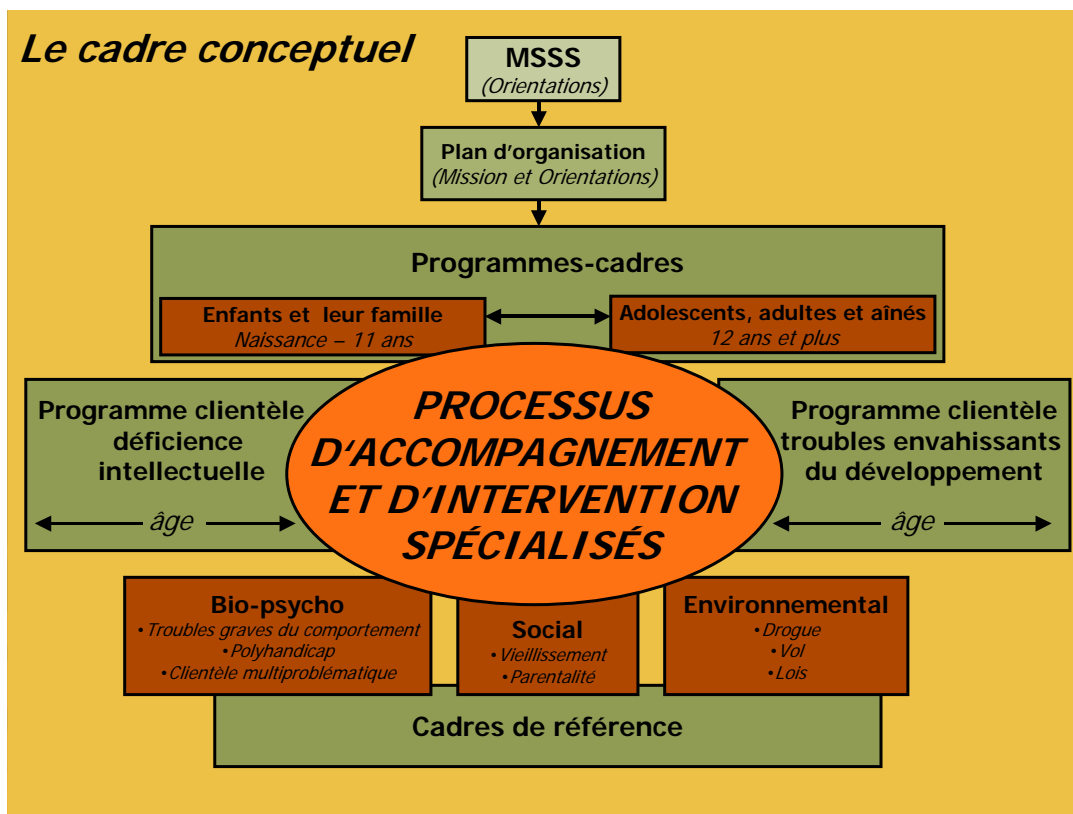 Le cadre conceptuel
MSSS
(Orientations)
Plan d'organisation
(Mission et Orientations)
Programmes-cadres
Enfants et leur famille
Naissance – 11 ans
Adolescents, adultes et aînés
12 ans et plus
Programme clientèle
déficience
intellectuelle
âge
PROCESSUS
D'ACCOMPAGNEMENT
ET D'INTERVENTION
SPÉCIALISÉS
Programme clientèle
troubles envahissants
du développement
âge
Bio-psycho
•Troubles graves du comportement
•Polyhandicap
•Clientèle multiproblématique
Social
•Vieillissement
•Parentalité
Environnemental
•Drogue
•Vol
•Lois
Cadres de référence